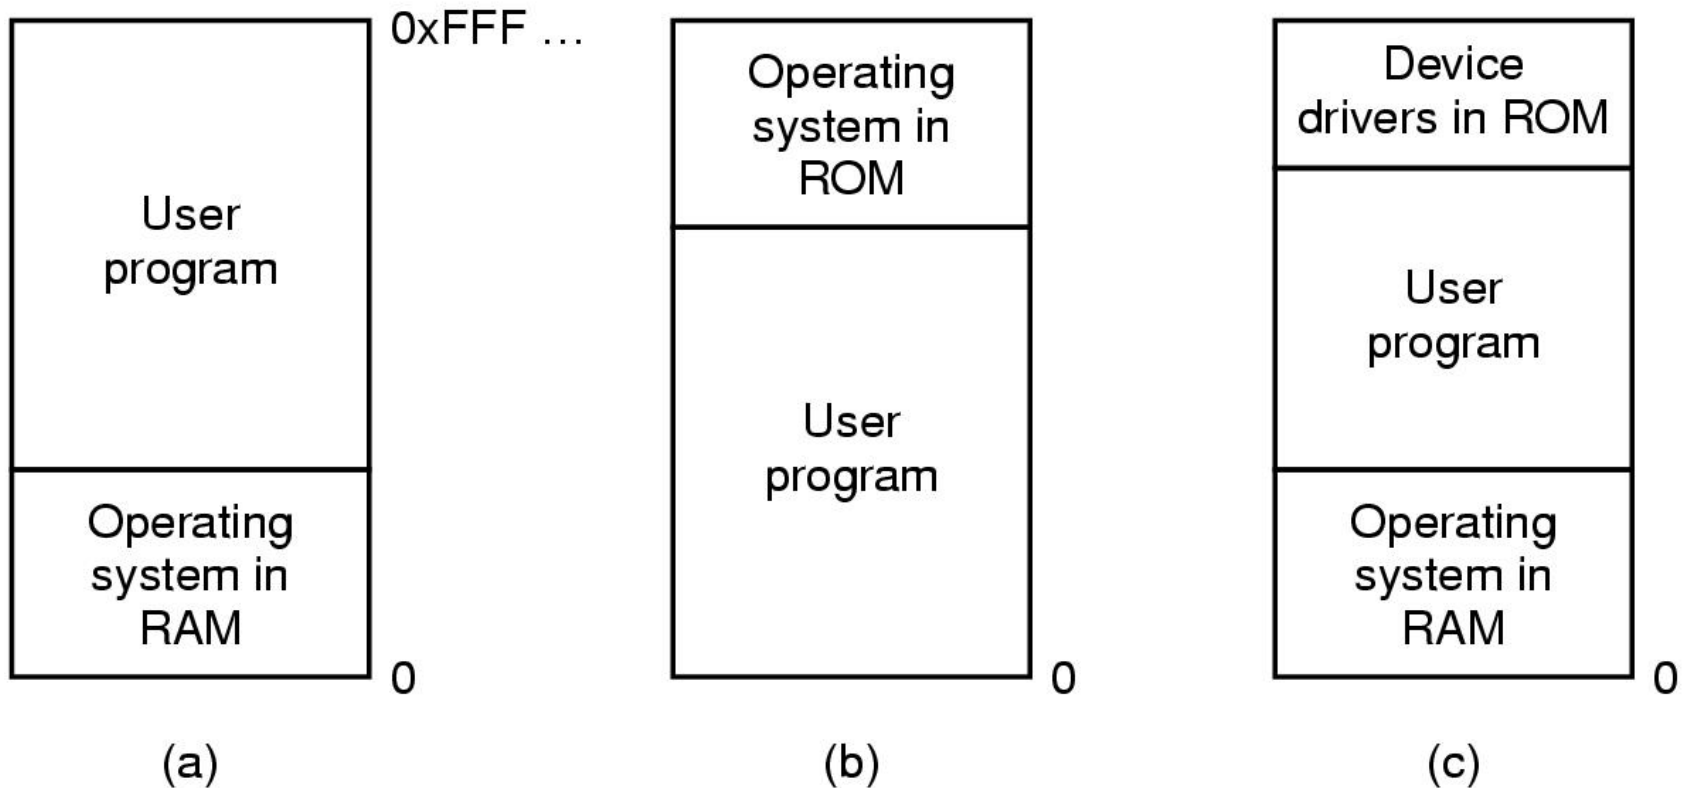 0xFFF ...
User
program
Operating
system in
RAM
0
(a)
Operating
system in
ROM
User
program
0
(b)
Device
drivers in ROM
User
program
Operating
system in
RAM
0
(c)